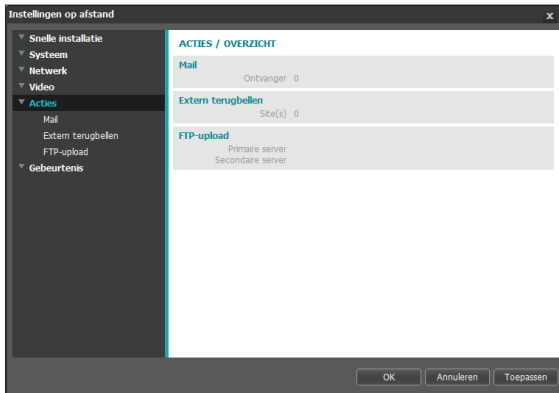 Instellingen op afstand
x
Snelle installatie
Systeem
Netwerk
Video
Acties
Mail
Extern terugbellen
FTP-upload
Gebeurtenis
ACTIES / OVERZICHT
Mail
Ontvanger 0
Extern terugbellen
Site(s) 0
FTP-upload
Primaire server
Secondaire server
OK
Annuleren
Toepassen